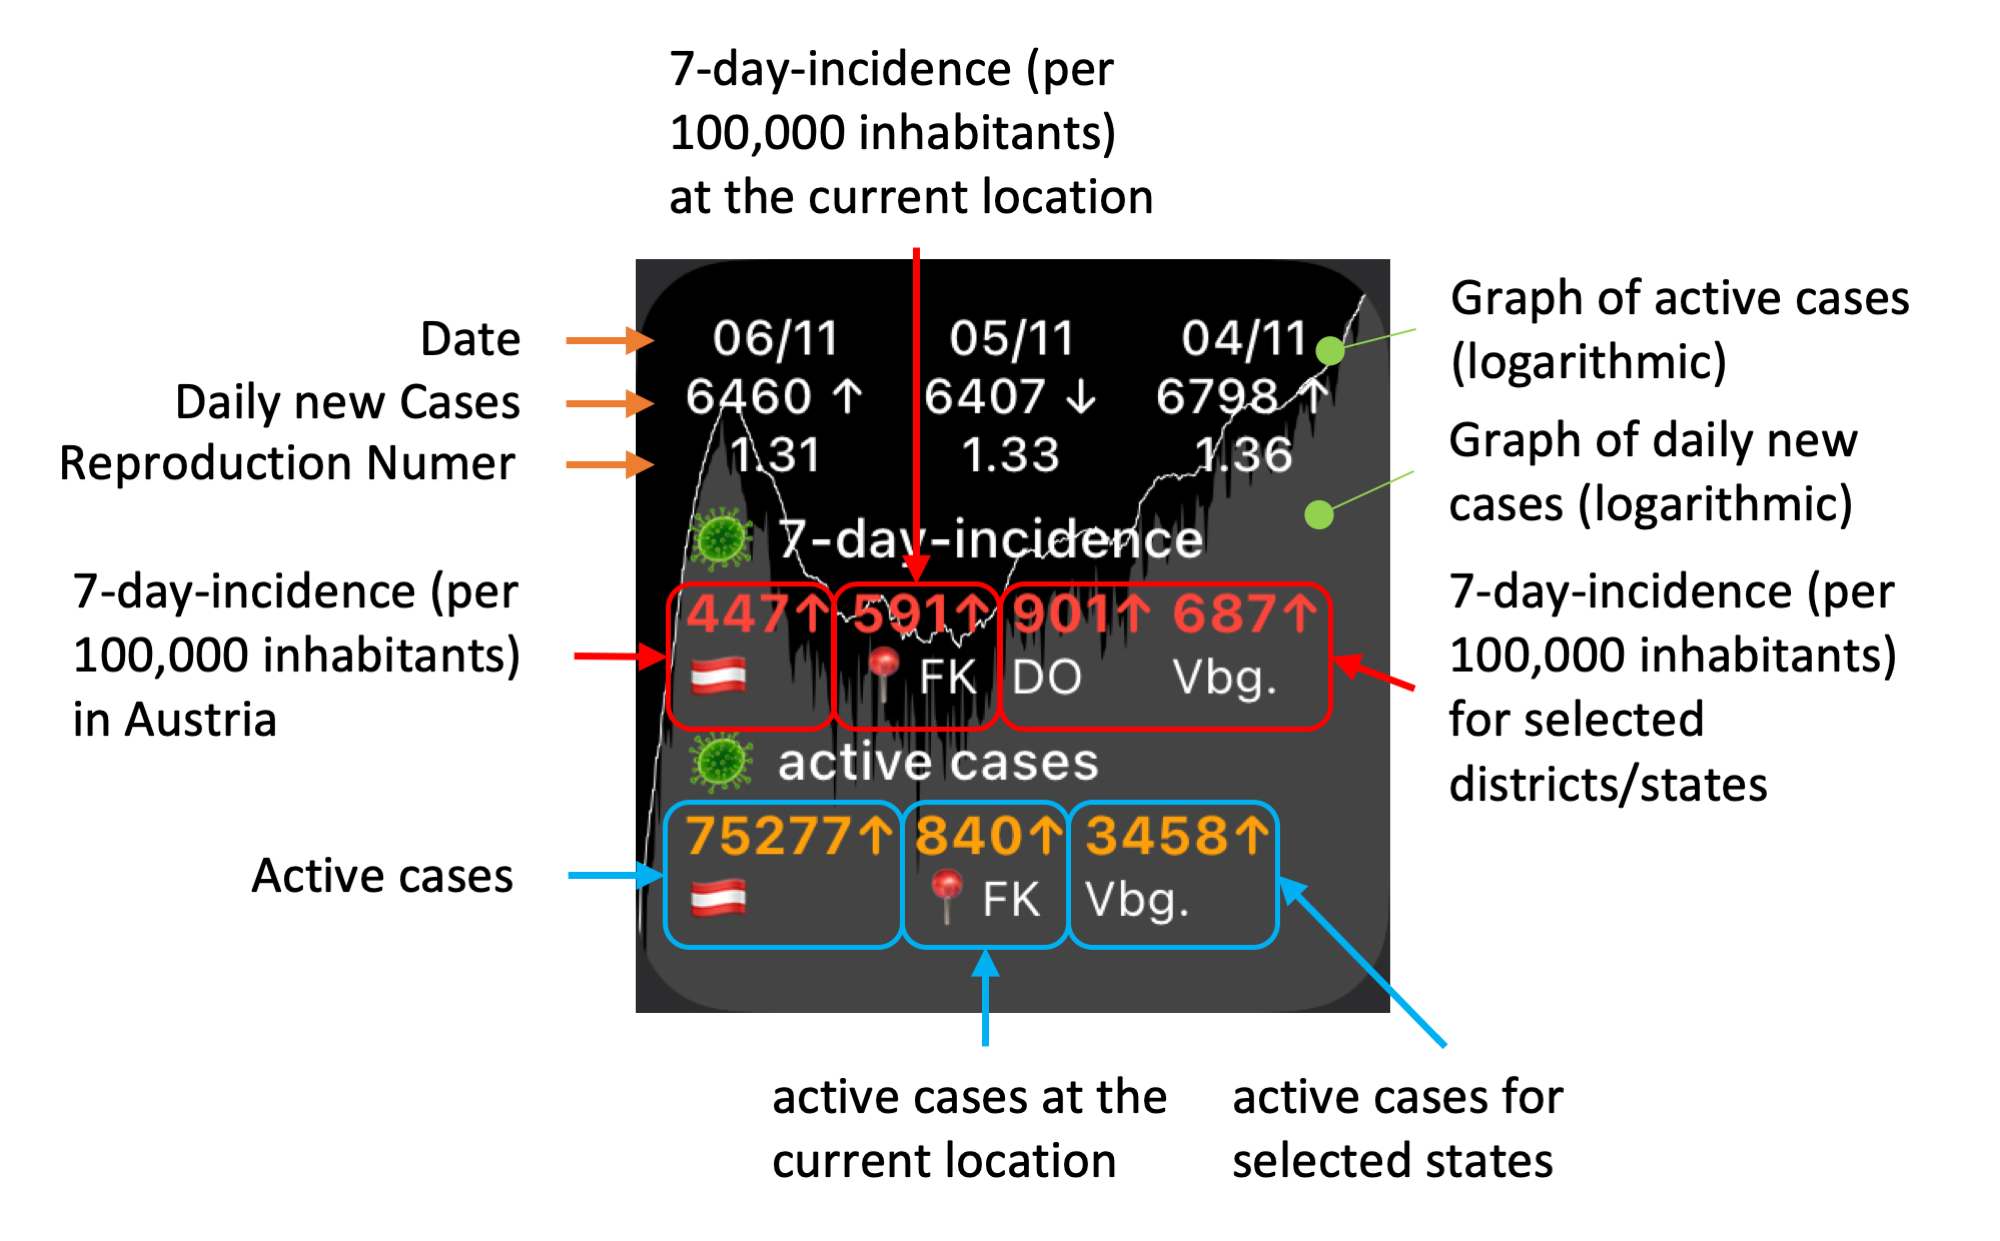 7-day-incidence (per
100,000 inhabitants)
at the current location
Date
Daily new Cases
Reproduction Numer
06/11 05/11 04/11
6460 ↑ 6407 ↓ 6798 ↑
1.31 1.33 1.36
Graph of active cases
(logarithmic)
Graph of daily new
cases (logarithmic)
7-day-incidence
7-day-incidence (per
100,000 inhabitants)
in Austria
447↑ 591↑ 901↑ 687↑
FK DO Vbg.
7-day-incidence (per
100,000 inhabitants)
for selected
districts/states
active cases
Active cases
75277↑ 840↑ 3458↑
FK Vbg.
active cases at the
current location
active cases for
selected states